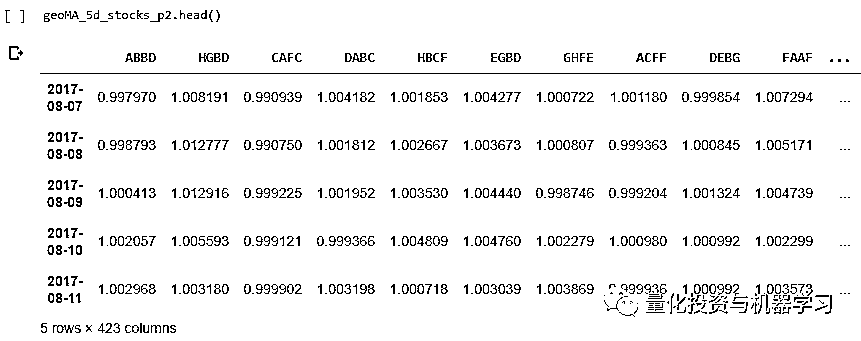 [ ] geoMA_5d_stocks_p2.head()
ABBD HGBD CAFC DABC HBCF EGBD GHFE ACFF DEBG FAAF ...
2017-08-07 0.997970 1.008191 0.990939 1.004182 1.001853 1.004277 1.000722 1.001180 0.999854 1.007294 ...
2017-08-08 0.998793 1.012777 0.990750 1.001812 1.002667 1.003673 1.000807 0.999363 1.000845 1.005171 ...
2017-08-09 1.000413 1.012916 0.999225 1.001952 1.003530 1.004440 0.998746 0.999204 1.001324 1.004739 ...
2017-08-10 1.002057 1.005593 0.999121 0.999366 1.004809 1.004760 1.002279 1.000980 1.000992 1.002299 ...
2017-08-11 1.002968 1.003180 0.999902 1.003198 1.000718 1.003039 1.003869 0.999936 1.000992 1.003573 ...
量化投资与机器学习
5 rows × 423 columns